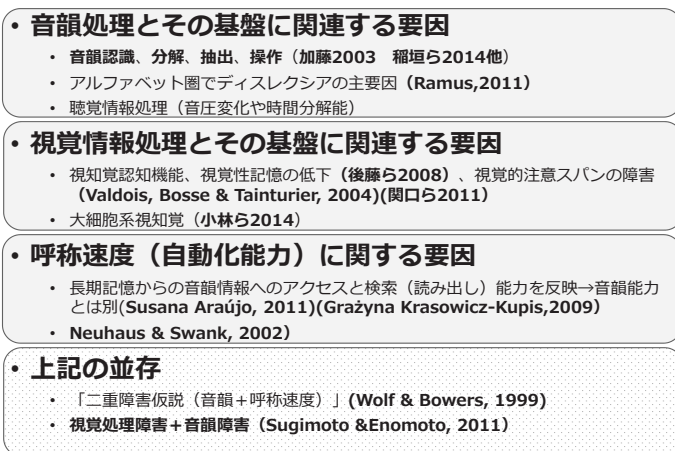 • 音韻処理とその基盤に関連する要因
• 音韻認識、分解、抽出、操作（加藤2003　稲垣ら2014他）
• アルファベット圏でディスレクシアの主要因（Ramus,2011）
• 聴覚情報処理（音圧変化や時間分解能）
• 視覚情報処理とその基盤に関連する要因
• 視知覚認知機能、視覚性記憶の低下（後藤ら2008）、視覚的注意スパンの障害
（Valdois, Bosse & Tainturier, 2004)(関口ら2011）
• 大細胞系視知覚（小林ら2014）
• 呼称速度（自動化能力）に関する要因
• 長期記憶からの音韻情報へのアクセスと検索（読み出し）能力を反映→音韻能力
とは別(Susana Araújo, 2011)(Grażyna Krasowicz-Kupis,2009）
• Neuhaus & Swank, 2002）
• 上記の並存
• 「二重障害仮説（音韻＋呼称速度）」(Wolf & Bowers, 1999)
• 視覚処理障害＋音韻障害（Sugimoto &Enomoto, 2011）